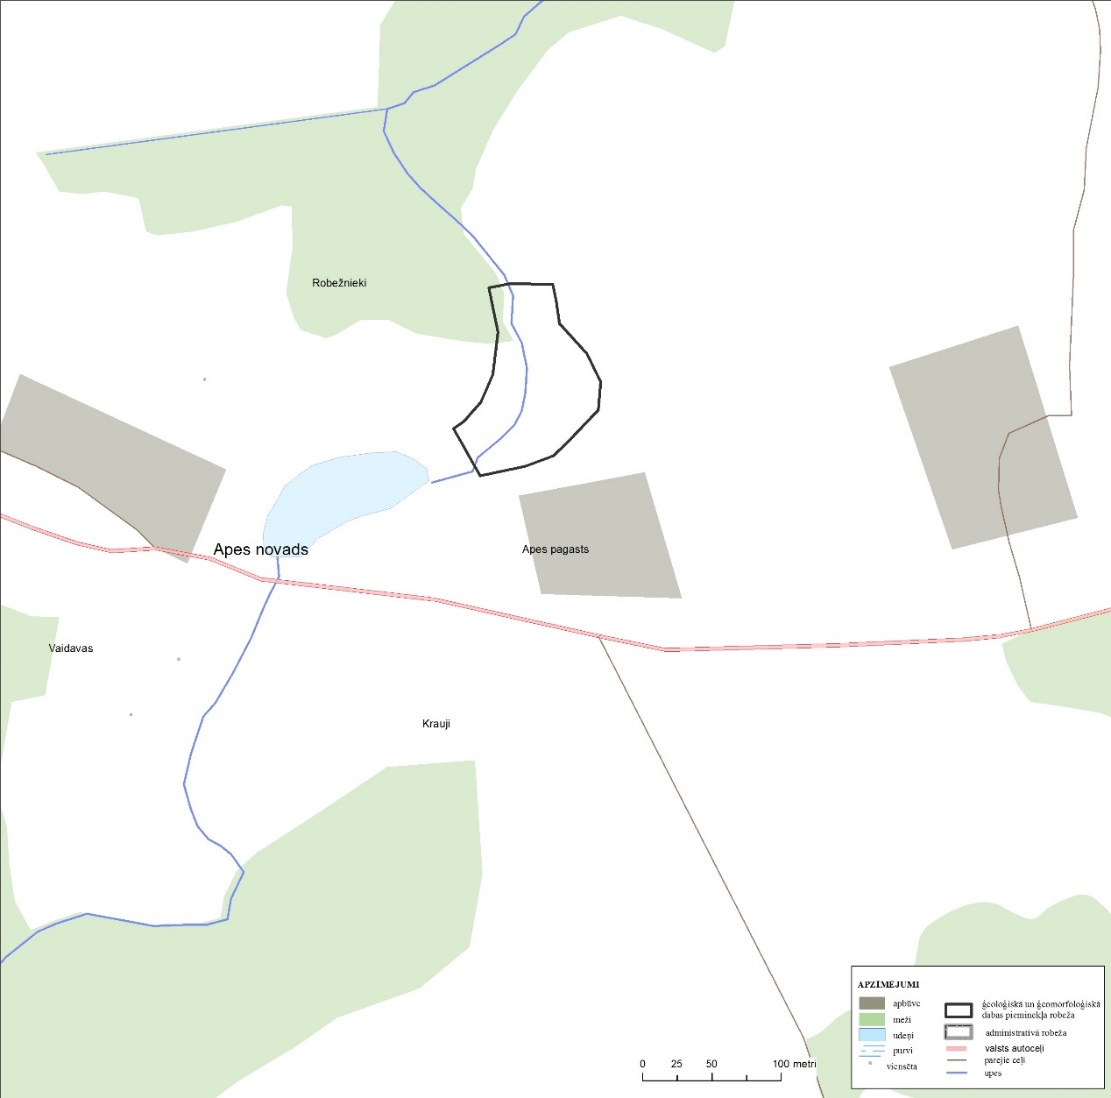 Robežnieki
Apes novads
Apes pagasts
Vaidavas
Krauji
0 25 50 100 metri
APZĪMĒJUMI
apbūve
meži
ūdeņi
purvi
viensēta
ģeoloģiskā un ģeomorfoloģiskā
dabas pieminekļa robeža
administratīvā robeža
valsts autoceļi
pārējie ceļi
upes